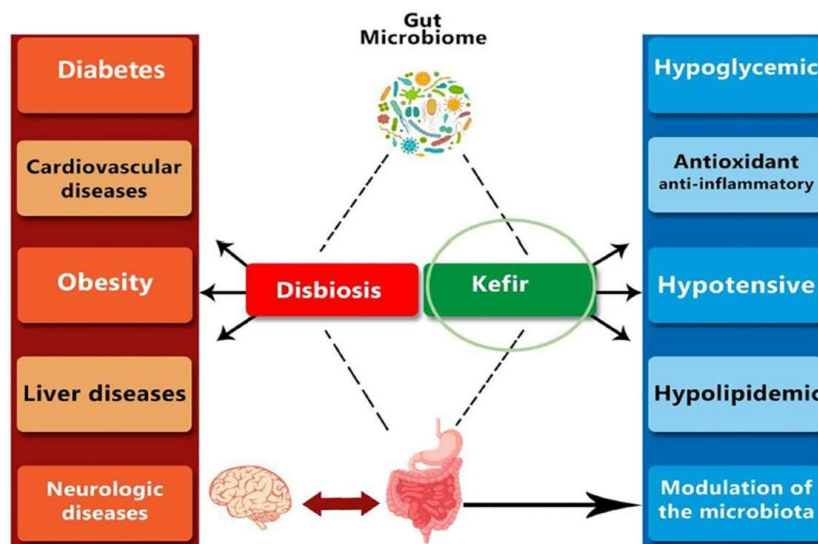 Gut
Microbiome
Diabetes
Cardiovascular
diseases
Obesity
Liver diseases
Neurologic
diseases
Disbiosis
Kefir
Hypoglycemic
Antioxidant
anti-inflammatory
Hypotensive
Hypolipidemic
Modulation of
the microbiota